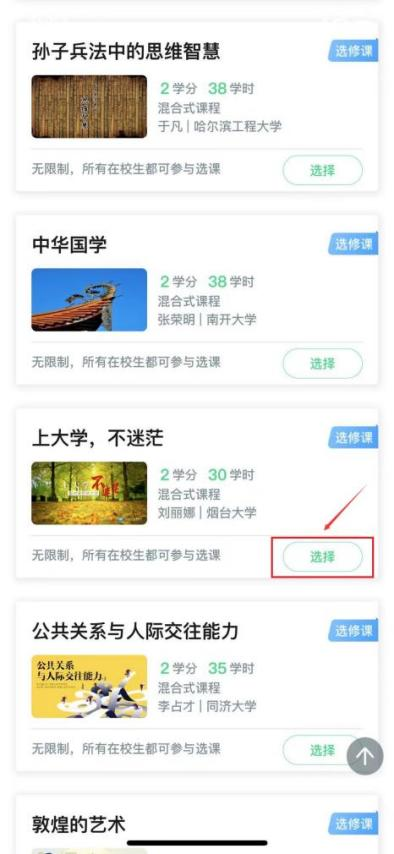 孙子兵法中的思维智慧
选修课
2学分 38学时
混合式课程
于凡 | 哈尔滨工程大学
无限制，所有在校生都可参与选课
选择
中华国学
选修课
2学分 38学时
混合式课程
张荣明 | 南开大学
无限制，所有在校生都可参与选课
选择
上大学，不迷茫
选修课
2学分 30学时
混合式课程
刘丽娜 | 烟台大学
无限制，所有在校生都可参与选课
选择
公共关系与人际交往能力
选修课
公共关系
与人际交往能力
2学分 35学时
混合式课程
李占才 | 同济大学
无限制，所有在校生都可参与选课
选择
敦煌的艺术
选修课